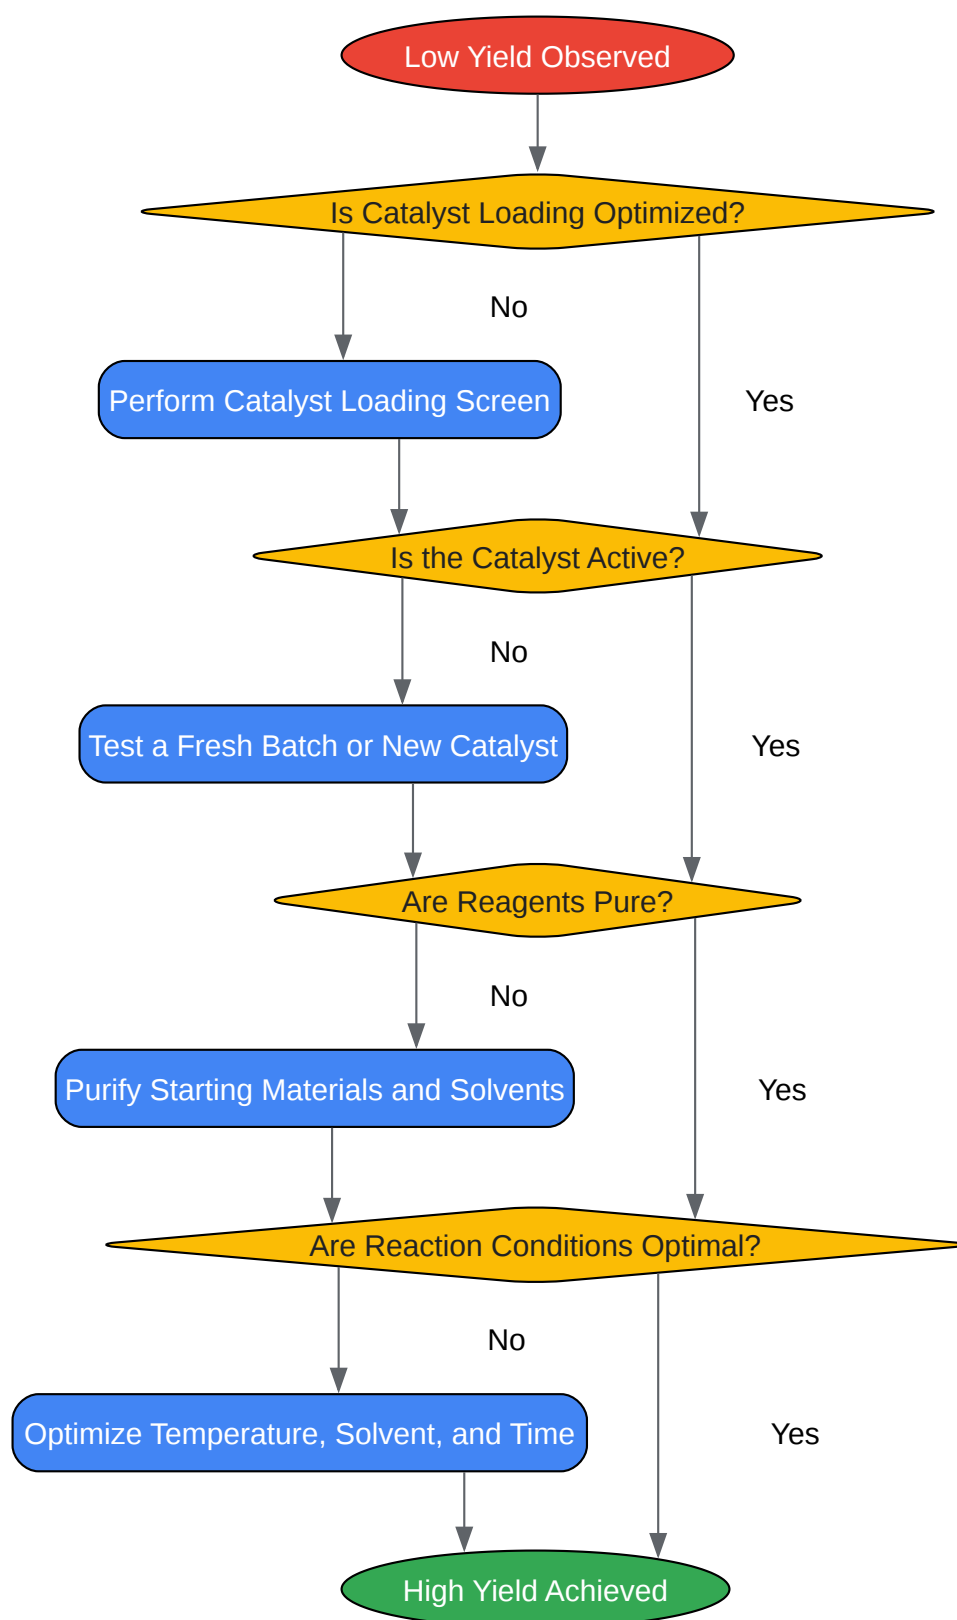 Low Yield Observed
Is Catalyst Loading Optimized?
No
Perform Catalyst Loading Screen
Yes
Is the Catalyst Active?
No
Test a Fresh Batch or New Catalyst
Yes
Are Reagents Pure?
No
Purify Starting Materials and Solvents
Yes
Are Reaction Conditions Optimal?
No
Optimize Temperature, Solvent, and Time
Yes
High Yield Achieved